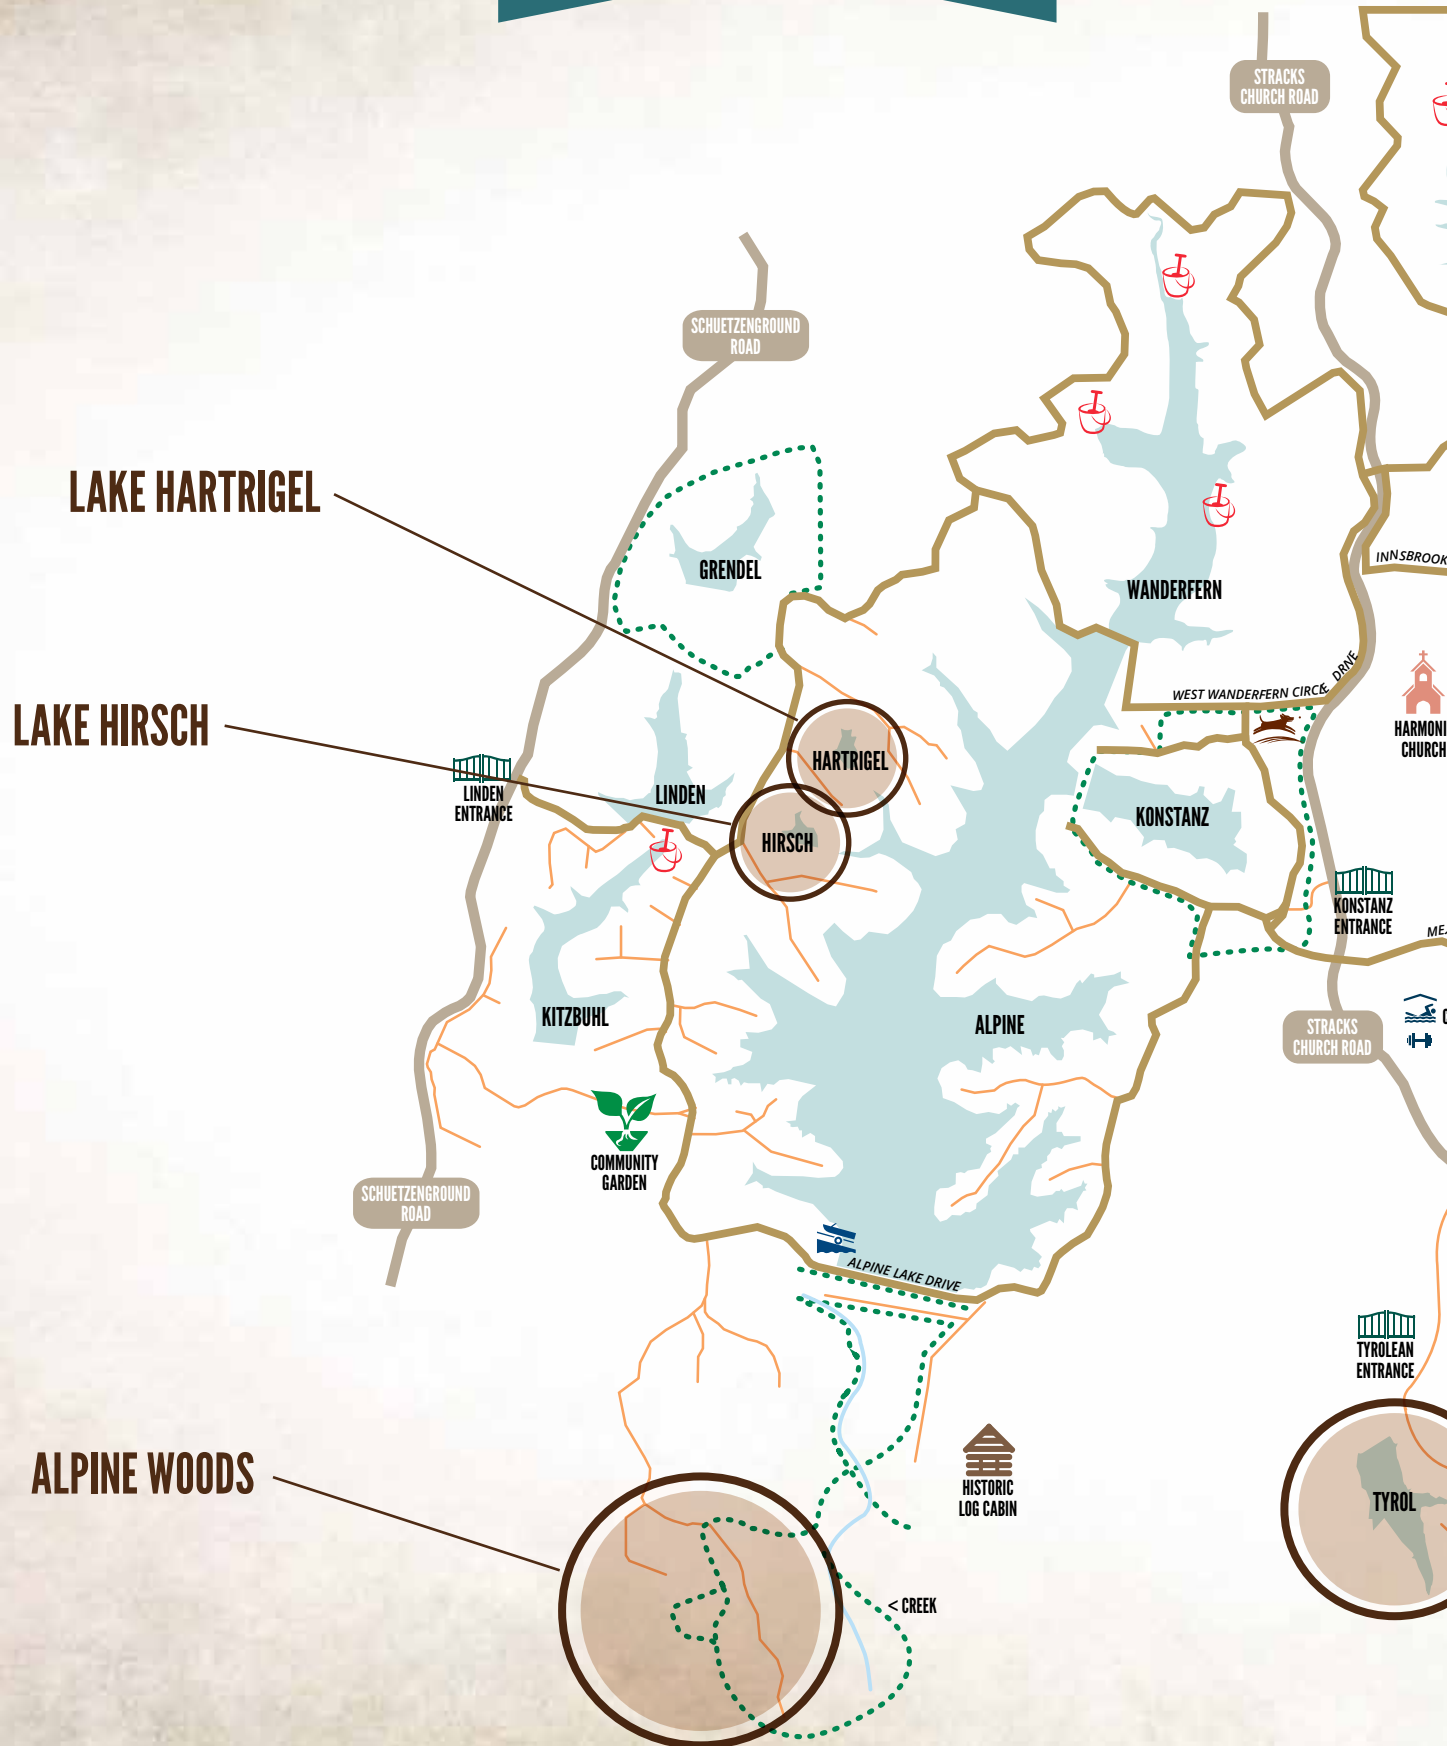 STRACKS
CHURCH ROAD
SCHUETZENGROUND
ROAD
LAKE HARTRIGEL
GRENDEL
INNSBROOK
WANDERFERN
WEST WANDERFERN CIRCLE DRIVE
LAKE HIRSCH
HARMONI
CHURCH
HARTRIGEL
LINDEN
ENTRANCE
LINDEN
KONSTANZ
HIRSCH
KONSTANZ
ENTRANCE
ME
KITZBUHL
ALPINE
C
STRACKS
CHURCH ROAD
COMMUNITY
GARDEN
SCHUETZENGROUND
ROAD
ALPINE LAKE DRIVE
TYROLEAN
ENTRANCE
ALPINE WOODS
HISTORIC
LOG CABIN
TYROL
< CREEK